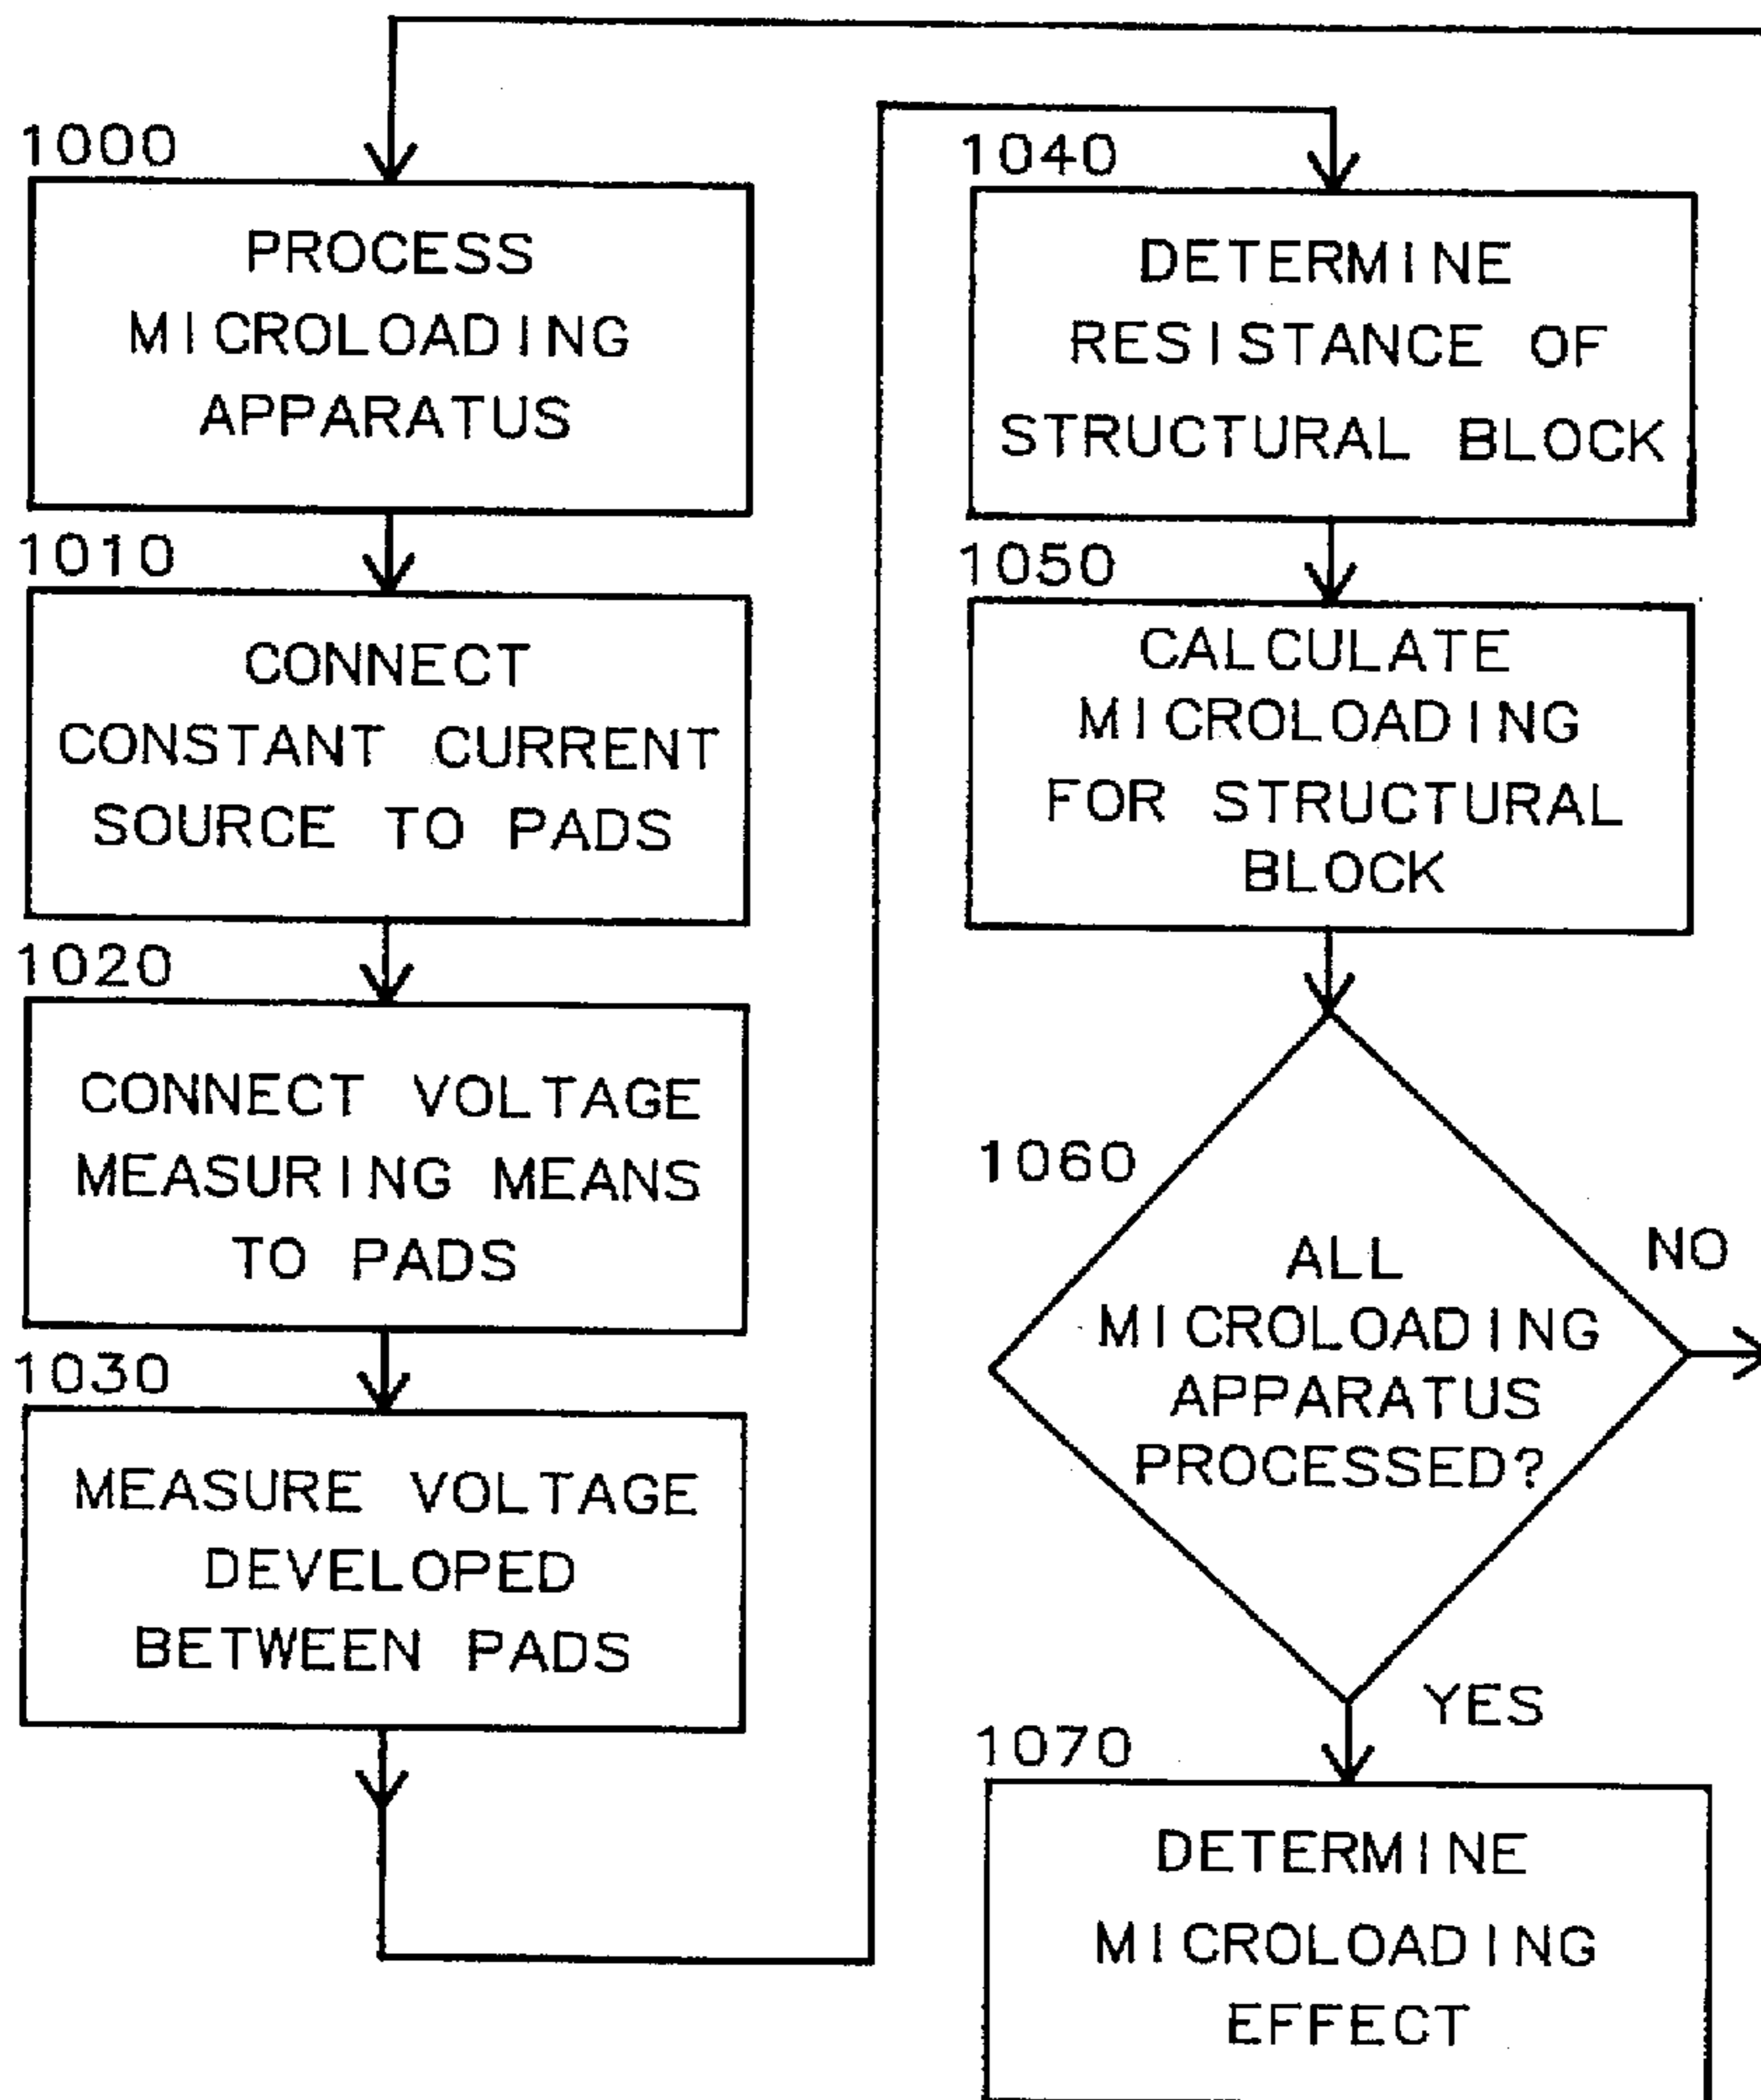 1000
PROCESS
MICROLOADING
APPARATUS
1010
CONNECT
CONSTANT CURRENT
SOURCE TO PADS
1020
CONNECT VOLTAGE
MEASURING MEANS
TO PADS
1030
MEASURE VOLTAGE
DEVELOPED
BETWEEN PADS
1040
DETERMINE
RESISTANCE OF
STRUCTURAL BLOCK
1050
CALCULATE
MICROLOADING
FOR STRUCTURAL
BLOCK
1060
ALL
MICROLOADING
APPARATUS
PROCESSED?
NO
YES
1070
DETERMINE
MICROLOADING
EFFECT